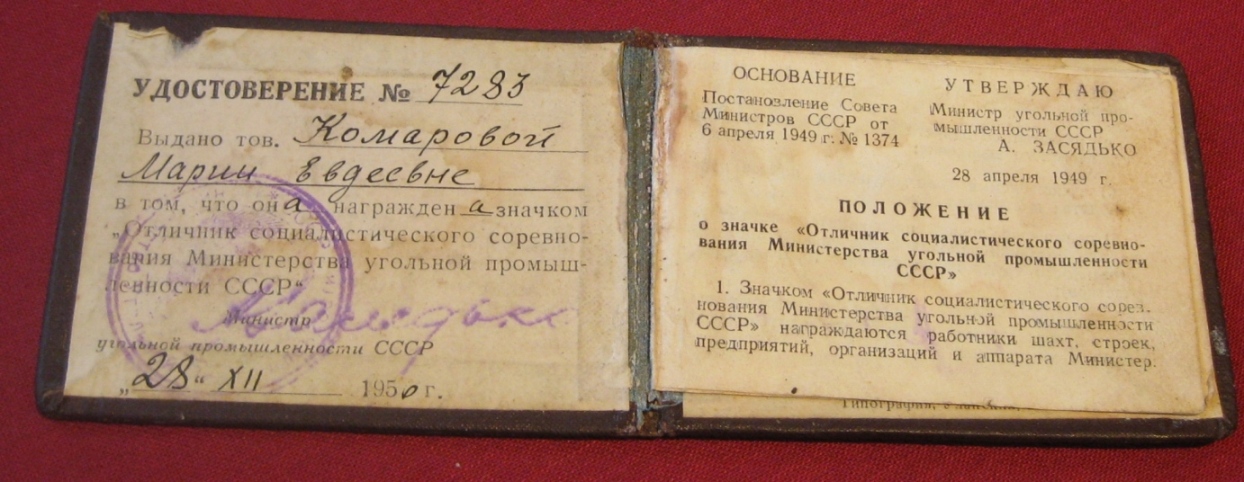 УДОСТОВЕРЕНИЕ № 7283
Выдано тов. Комаровой
Марии Евдеевне
в том, что она награждена значком
„Отличник социалистического соревно-
вания Министерства угольной промыш-
ленности СССР“
Министр
угольной промышленности СССР
„28“ XII 1950 г.
ОСНОВАНИЕ
Постановление Совета
Министров СССР от
6 апреля 1949 г. № 1374
УТВЕРЖДАЮ
Министр угольной про-
мышленности СССР
А. ЗАСЯДЬКО
28 апреля 1949 г.
ПОЛОЖЕНИЕ
о значке «Отличник социалистического соревно-
вания Министерства угольной промышленности
СССР»
1. Значком «Отличник социалистического сорев-
нования Министерства угольной промышленности
СССР» награждаются работники шахт, строек,
предприятий, организаций и аппарата Министер-
Типография,